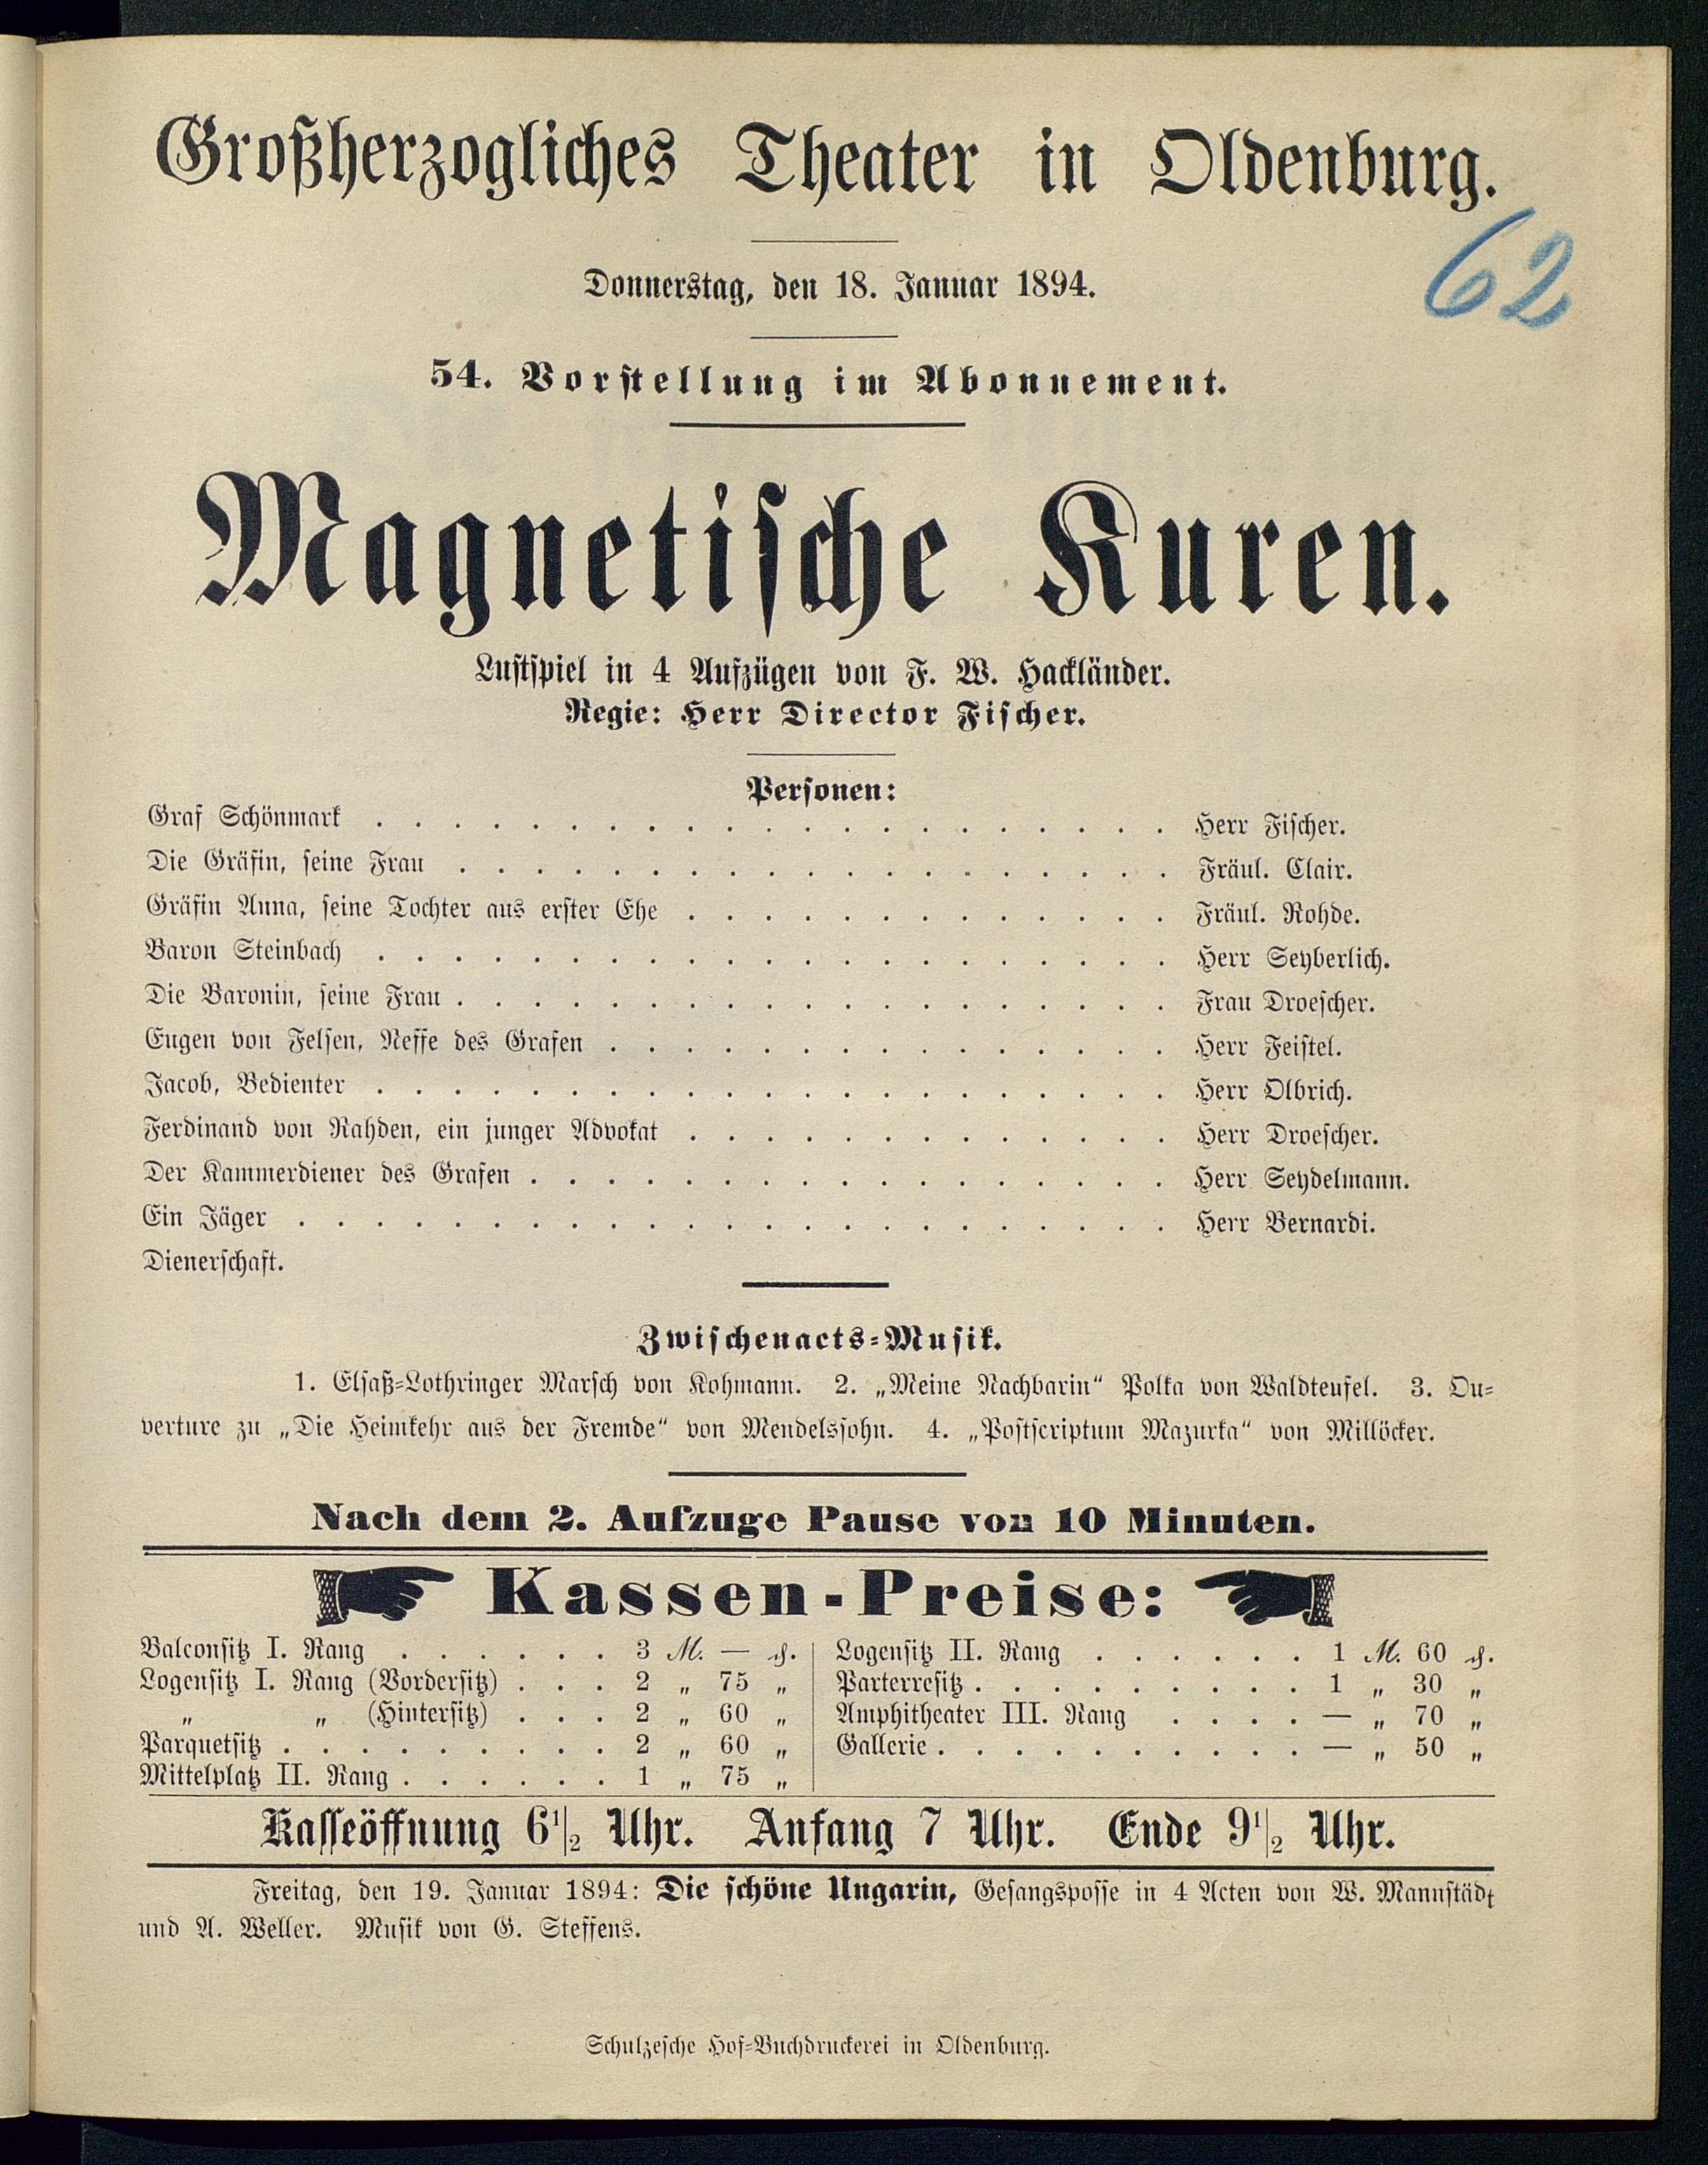 Großherzogliches Theater in Oldenburg.
62
Donnerstag, den 18. Januar 1894.
54. Vorstellung im Abonnement.
Magnetische Kuren.
Lustspiel in 4 Aufzügen von F. W. Hackländer.
Regie: Herr Director Fischer.
Personen:
Graf Schönmark . . . . . . . . . . . . . . . . . . . . . Herr Fischer.
Die Gräfin, seine Frau . . . . . . . . . . . . . . . . . . . Fräul. Clair.
Gräfin Anna, seine Tochter aus erster Ehe . . . . . . . . . . . . . Fräul. Rohde.
Baron Steinbach . . . . . . . . . . . . . . . . . . . . . Herr Seyberlich.
Die Baronin, seine Frau . . . . . . . . . . . . . . . . . . . Frau Droescher.
Eugen von Felsen, Neffe des Grafen . . . . . . . . . . . . . . . Herr Feistel.
Jacob, Bedienter . . . . . . . . . . . . . . . . . . . . . Herr Olbrich.
Ferdinand von Rahden, ein junger Advokat . . . . . . . . . . . . . Herr Droescher.
Der Kammerdiener des Grafen . . . . . . . . . . . . . . . . . Herr Seydelmann.
Ein Jäger . . . . . . . . . . . . . . . . . . . . . . . Herr Bernardi.
Dienerschaft.
Zwischenacts-Musik.
1. Elsaß-Lothringer Marsch von Kohmann. 2. „Meine Nachbarin“ Polka von Waldteufel. 3. Ou-
verture zu „Die Heimkehr aus der Fremde“ von Mendelssohn. 4. „Postscriptum Mazurka“ von Millöcker.
Nach dem 2. Aufzuge Pause von 10 Minuten.
Kassen-Preise:
Balconsitz I. Rang . . . . . . 3 M. — ₰.
Logensitz I. Rang (Vordersitz) . . . 2 „ 75 „
„ „ (Hintersitz) . . . 2 „ 60 „
Parquetsitz . . . . . . . . . 2 „ 60 „
Mittelplatz II. Rang . . . . . . 1 „ 75 „
Logensitz II. Rang . . . . . . 1 M. 60 ₰.
Parterresitz . . . . . . . . . 1 „ 30 „
Amphitheater III. Rang . . . . — „ 70 „
Gallerie . . . . . . . . . . — „ 50 „
Kasseöffnung 6½ Uhr. Anfang 7 Uhr. Ende 9½ Uhr.
Freitag, den 19. Januar 1894: Die schöne Ungarin, Gesangsposse in 4 Acten von W. Mannstädt
und A. Weller. Musik von G. Steffens.
Schulzesche Hof-Buchdruckerei in Oldenburg.